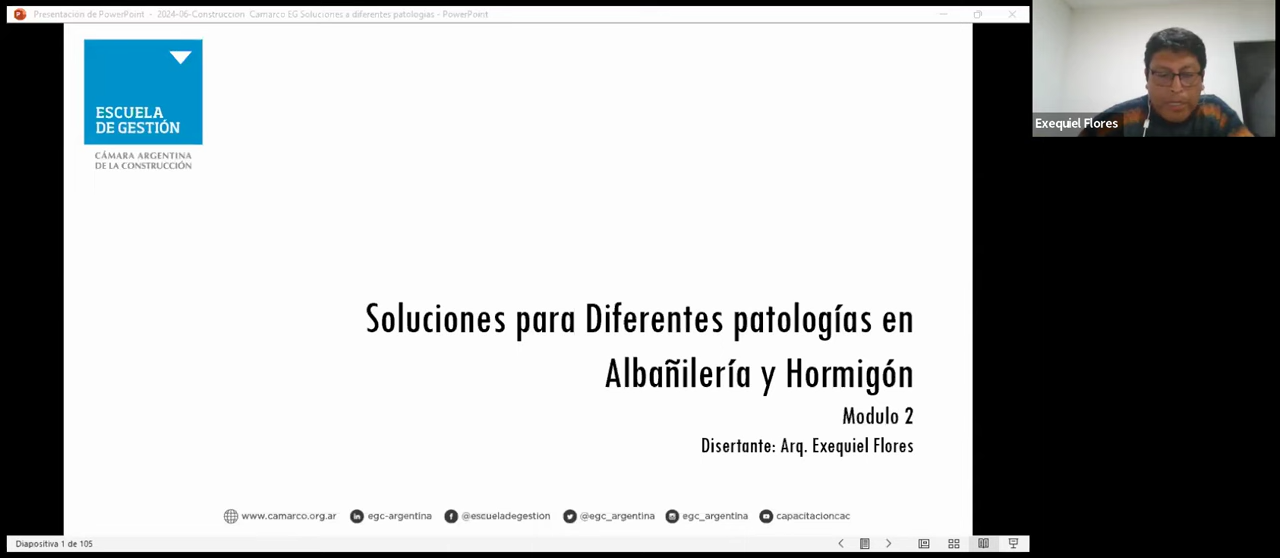 Presentación de PowerPoint - 2024-06-Construccion Camarco EG Soluciones a diferentes patologias - PowerPoint
ESCUELA
DE GESTIÓN
CÁMARA ARGENTINA
DE LA CONSTRUCCIÓN
Exequiel Flores
Soluciones para Diferentes patologías en
Albañilería y Hormigón
Modulo 2
Disertante: Arq. Exequiel Flores
www.camarco.org.ar egc-argentina @escueladegestion @egc_argentina egc_argentina capacitacioncac
Diapositiva 1 de 105